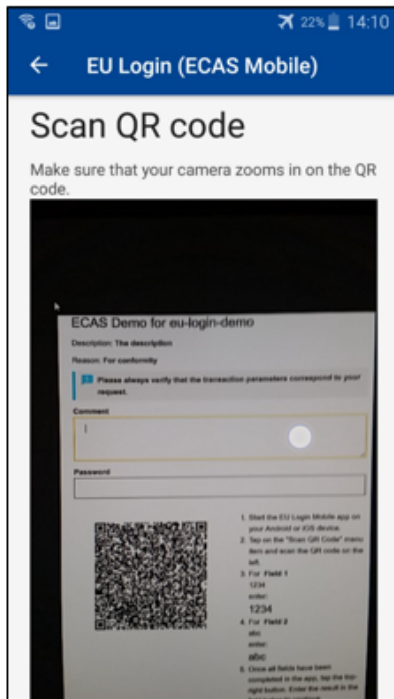 22% 14:10
EU Login (ECAS Mobile)
Scan QR code
Make sure that your camera zooms in on the QR
code.
ECAS Demo for eu-login-demo
Description: The description
Reason: For conformity
Please always verify that the transaction parameters correspond to your
request.
Comment
Password
1. Start the EU Login Mobile app on
your Android or iOS device.
2. Tap on the "Scan QR Code" menu
item and scan the QR code on the
left.
3. For Field 1
1234
enter:
1234
4. For Field 2
abc
enter:
abc
5. Once all fields have been
completed in the app, tap the top-
right button. Enter the result in the